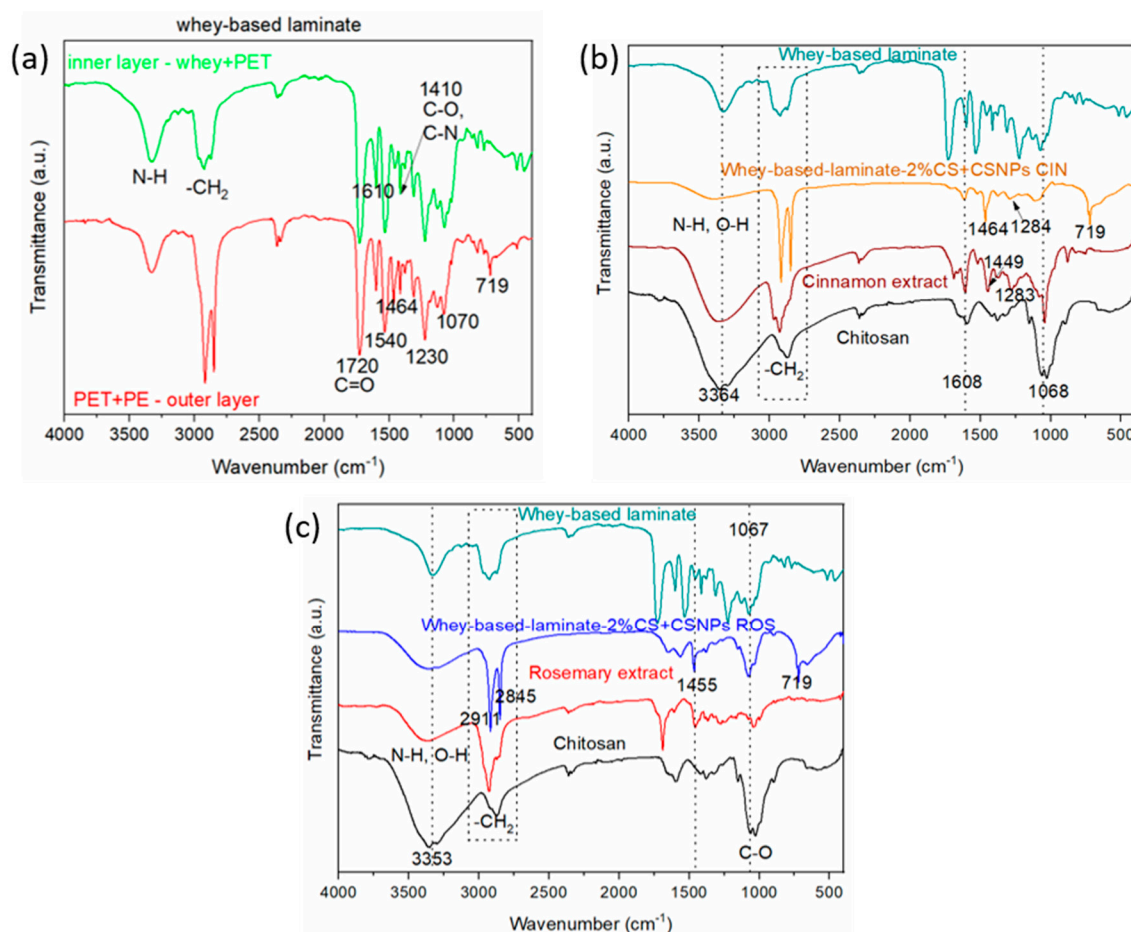 whey-based laminate
(a)
inner layer - whey+PET
1410
C-O,
C-N
N-H
-CH2
1610
719
1464
1540
1070
1230
1720
C=O
PET+PE - outer layer
4000 3500 3000 2500 2000 1500 1000 500
Wavenumber (cm-1)
Transmittance (a.u.)
(b)
Whey-based laminate
Whey-based-laminate-2%CS+CSNPs CIN
N-H, O-H
1464 1284 719
1449
Cinnamon extract
1283
Chitosan
-CH2
3364
1608
1068
4000 3500 3000 2500 2000 1500 1000 500
Wavenumber (cm-1)
Transmittance (a.u.)
(c)
Whey-based laminate
1067
Whey-based-laminate-2%CS+CSNPs ROS
Rosemary extract
2845
1455
719
2911
N-H, O-H
Chitosan
-CH2
3353
C-O
4000 3500 3000 2500 2000 1500 1000 500
Wavenumber (cm-1)
Transmittance (a.u.)